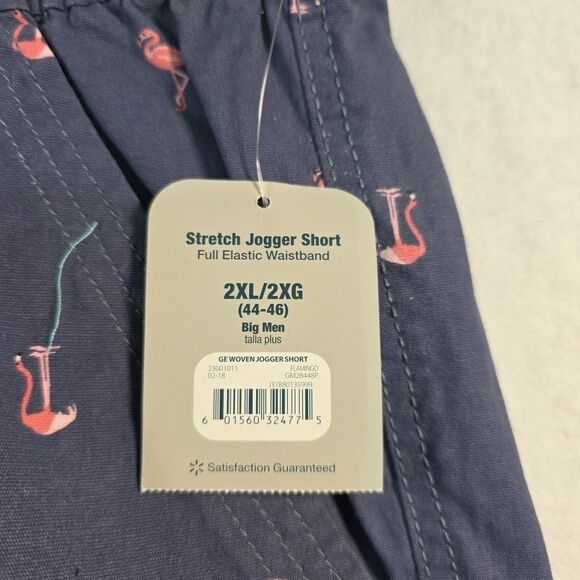 Stretch Jogger Short
Full Elastic Waistband
2XL/2XG
(44-46)
Big Men
talla plus
GE WOVEN JOGGER SHORT
23001011 FLAMINGO
02-18 GM28448P
J37880135999
6 01560 32477 5
Satisfaction Guaranteed